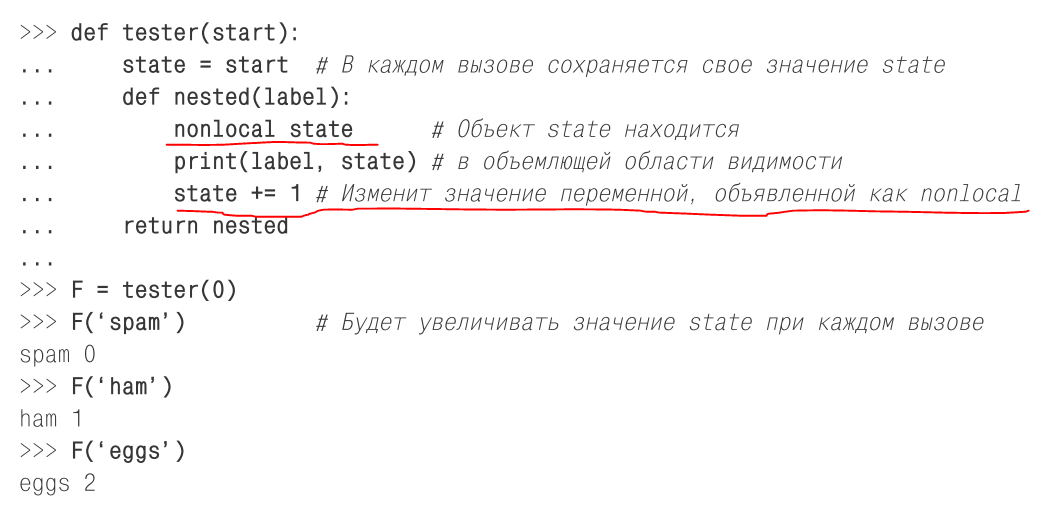 >>> def tester(start):
...     state = start  # В каждом вызове сохраняется свое значение state
...     def nested(label):
...         nonlocal state      # Объект state находится
...         print(label, state) # в объемлющей области видимости
...         state += 1 # Изменит значение переменной, объявленной как nonlocal
...     return nested
...
>>> F = tester(0)
>>> F(‘spam’)          # Будет увеличивать значение state при каждом вызове
spam 0
>>> F(‘ham’)
ham 1
>>> F(‘eggs’)
eggs 2